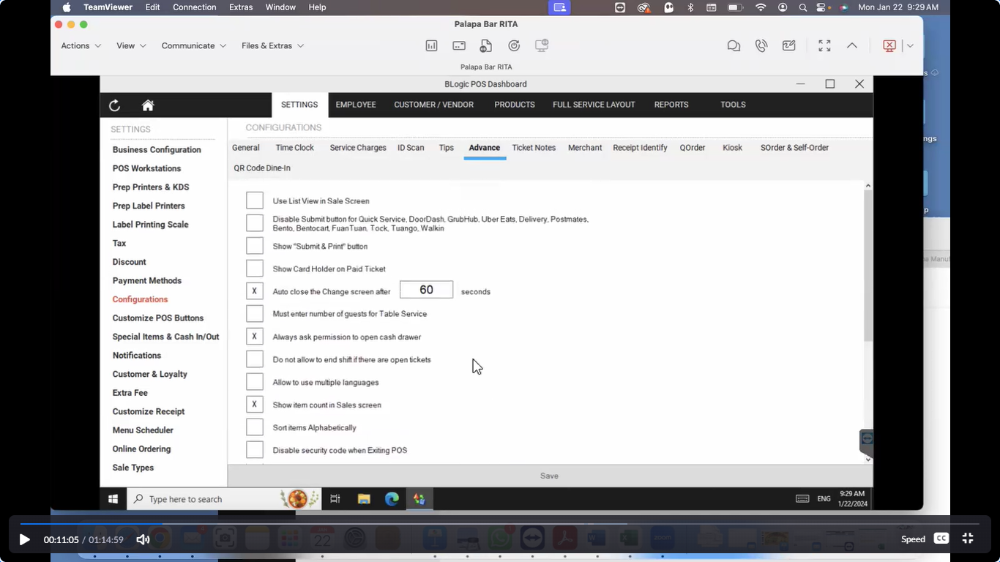 TeamViewer Edit Connection Extras Window Help Mon Jan 22 9:29 AM
Palapa Bar RITA
Actions View Communicate Files & Extras
Palapa Bar RITA
BLogic POS Dashboard
SETTINGS EMPLOYEE CUSTOMER / VENDOR PRODUCTS FULL SERVICE LAYOUT REPORTS TOOLS
SETTINGS
Business Configuration
POS Workstations
Prep Printers & KDS
Prep Label Printers
Label Printing Scale
Tax
Discount
Payment Methods
Configurations
Customize POS Buttons
Special Items & Cash In/Out
Notifications
Customer & Loyalty
Extra Fee
Customize Receipt
Menu Scheduler
Online Ordering
Sale Types
CONFIGURATIONS
General Time Clock Service Charges ID Scan Tips Advance Ticket Notes Merchant Receipt Identify QOrder Kiosk SOrder & Self-Order
QR Code Dine-In
Use List View in Sale Screen
Disable Submit button for Quick Service, DoorDash, GrubHub, Uber Eats, Delivery, Postmates,
Bento, Bentocart, FuanTuan, Tock, Tuango, Walkin
Show "Submit & Print" button
Show Card Holder on Paid Ticket
X Auto close the Change screen after 60 seconds
Must enter number of guests for Table Service
X Always ask permission to open cash drawer
Do not allow to end shift if there are open tickets
Allow to use multiple languages
X Show item count in Sales screen
Sort items Alphabetically
Disable security code when Exiting POS
Save
Type here to search ENG 9:29 AM
1/22/2024
00:11:05 / 01:14:59 Speed CC
22
zoom